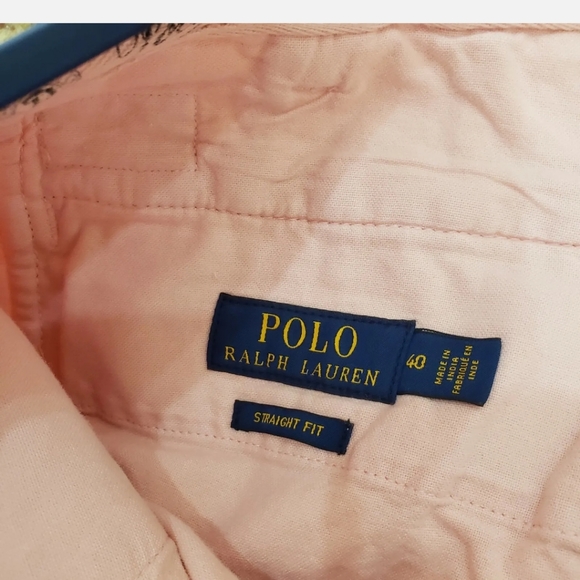 POLO
RALPH LAUREN
40
MADE IN
INDIA
FABRIQUÉ EN
INDE
STRAIGHT FIT